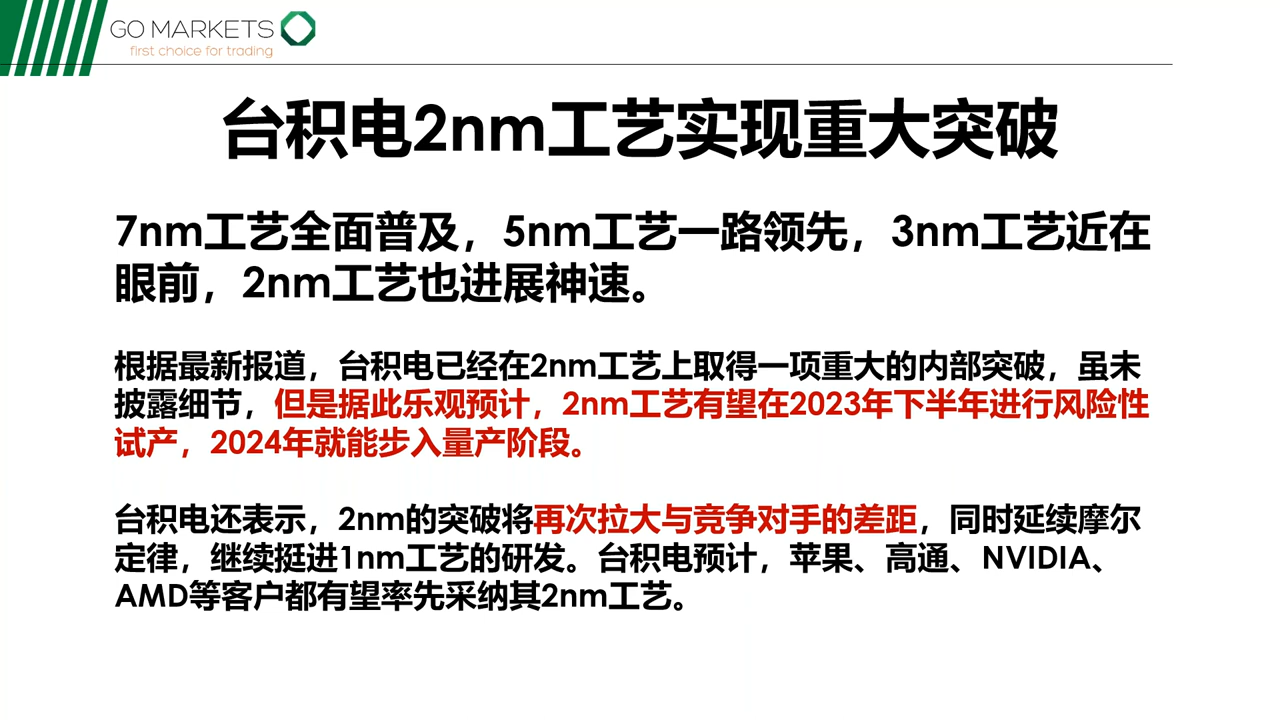 GO MARKETS
first choice for trading
台积电2nm工艺实现重大突破
7nm工艺全面普及，5nm工艺一路领先，3nm工艺近在
眼前，2nm工艺也进展神速。
根据最新报道，台积电已经在2nm工艺上取得一项重大的内部突破，虽未
披露细节，但是据此乐观预计，2nm工艺有望在2023年下半年进行风险性
试产，2024年就能步入量产阶段。
台积电还表示，2nm的突破将再次拉大与竞争对手的差距，同时延续摩尔
定律，继续挺进1nm工艺的研发。台积电预计，苹果、高通、NVIDIA、
AMD等客户都有望率先采纳其2nm工艺。